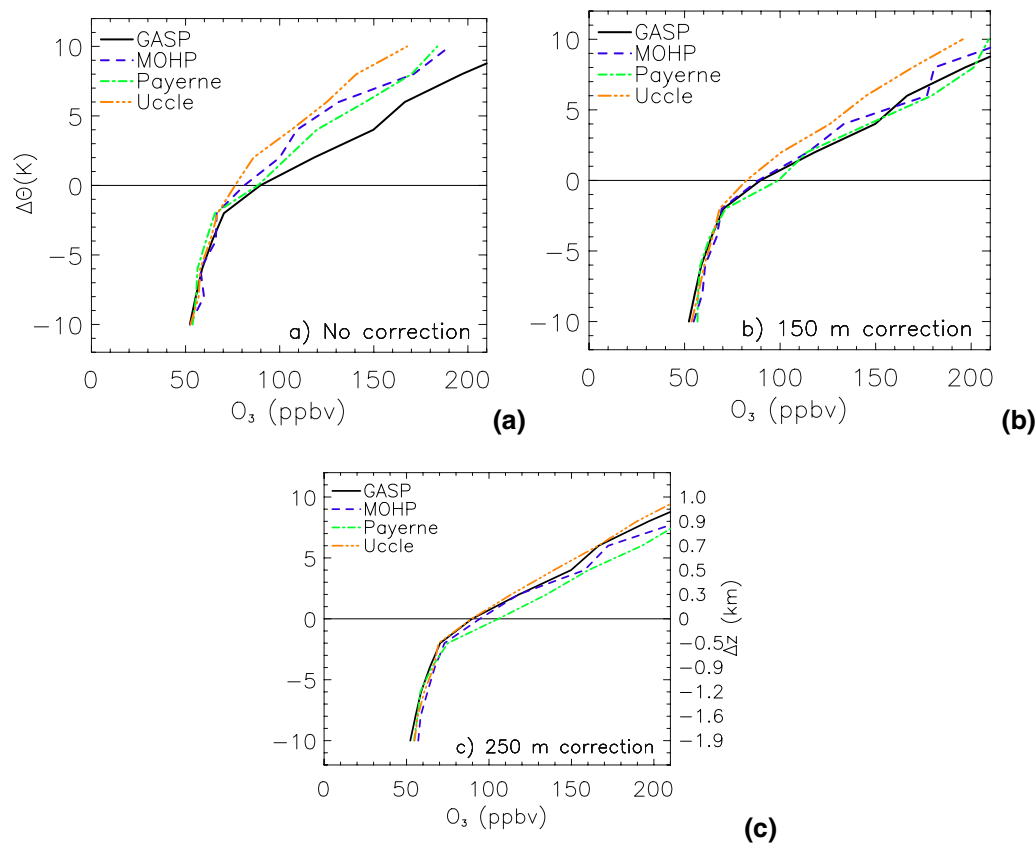 GASP
MOHP
Payerne
Uccle
10
5
0
−5
−10
ΔΘ(K)
a) No correction
0 50 100 150 200
O₃ (ppbv)
(a)
GASP
MOHP
Payerne
Uccle
10
5
0
−5
−10
b) 150 m correction
0 50 100 150 200
O₃ (ppbv)
(b)
GASP
MOHP
Payerne
Uccle
10
5
0
−5
−10
1.0
0.9
0.7
0.5
0.3
0
−0.5
−0.9
−1.2
−1.6
−1.9
Δz (km)
c) 250 m correction
0 50 100 150 200
O₃ (ppbv)
(c)